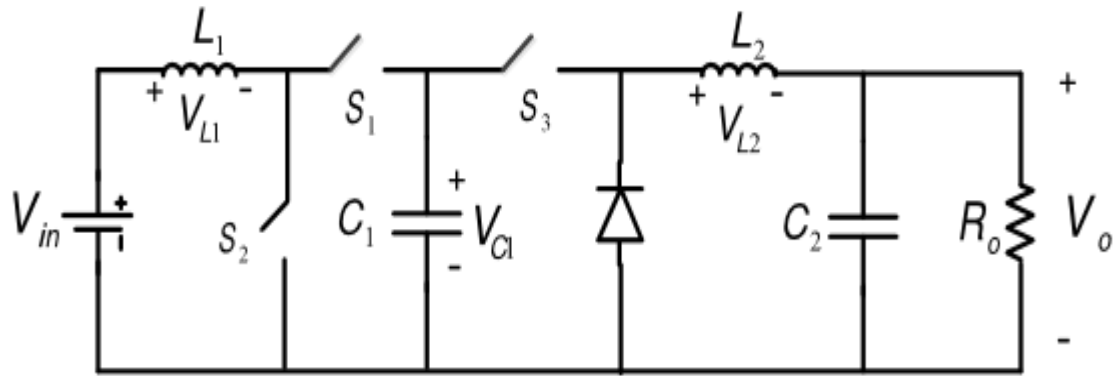 L1
L2
+ VL1 -
S1
S3
+ VL2 -
+
Vin
+
-
S2
C1
+
VC1
-
C2
Ro
Vo
-